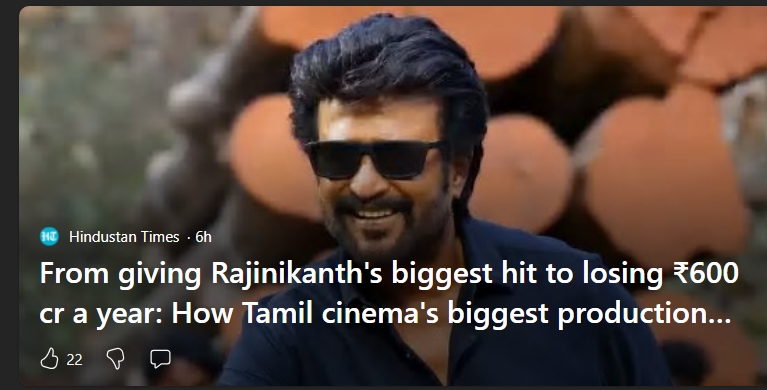 HT Hindustan Times · 6h
From giving Rajinikanth's biggest hit to losing ₹600
cr a year: How Tamil cinema's biggest production...
22